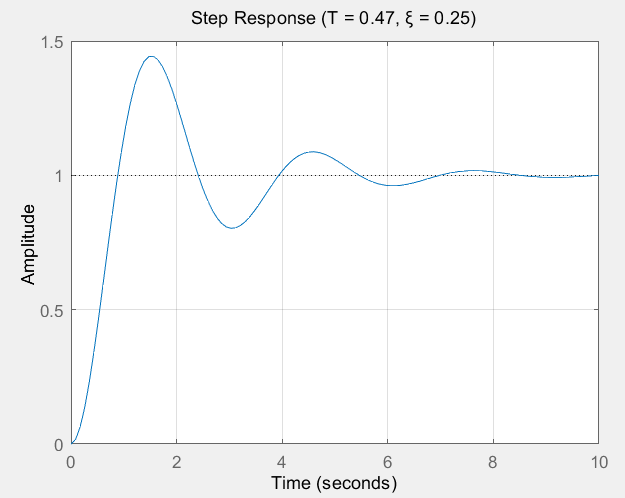 Step Response (T = 0.47, ξ = 0.25)
1.5
1
0.5
0
Amplitude
0 2 4 6 8 10
Time (seconds)